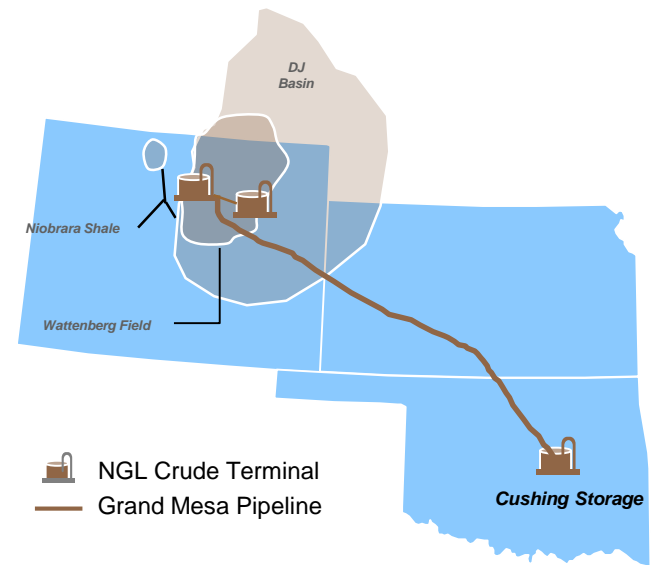 DJ
Basin
Niobrara Shale
Wattenberg Field
NGL Crude Terminal
Grand Mesa Pipeline
Cushing Storage